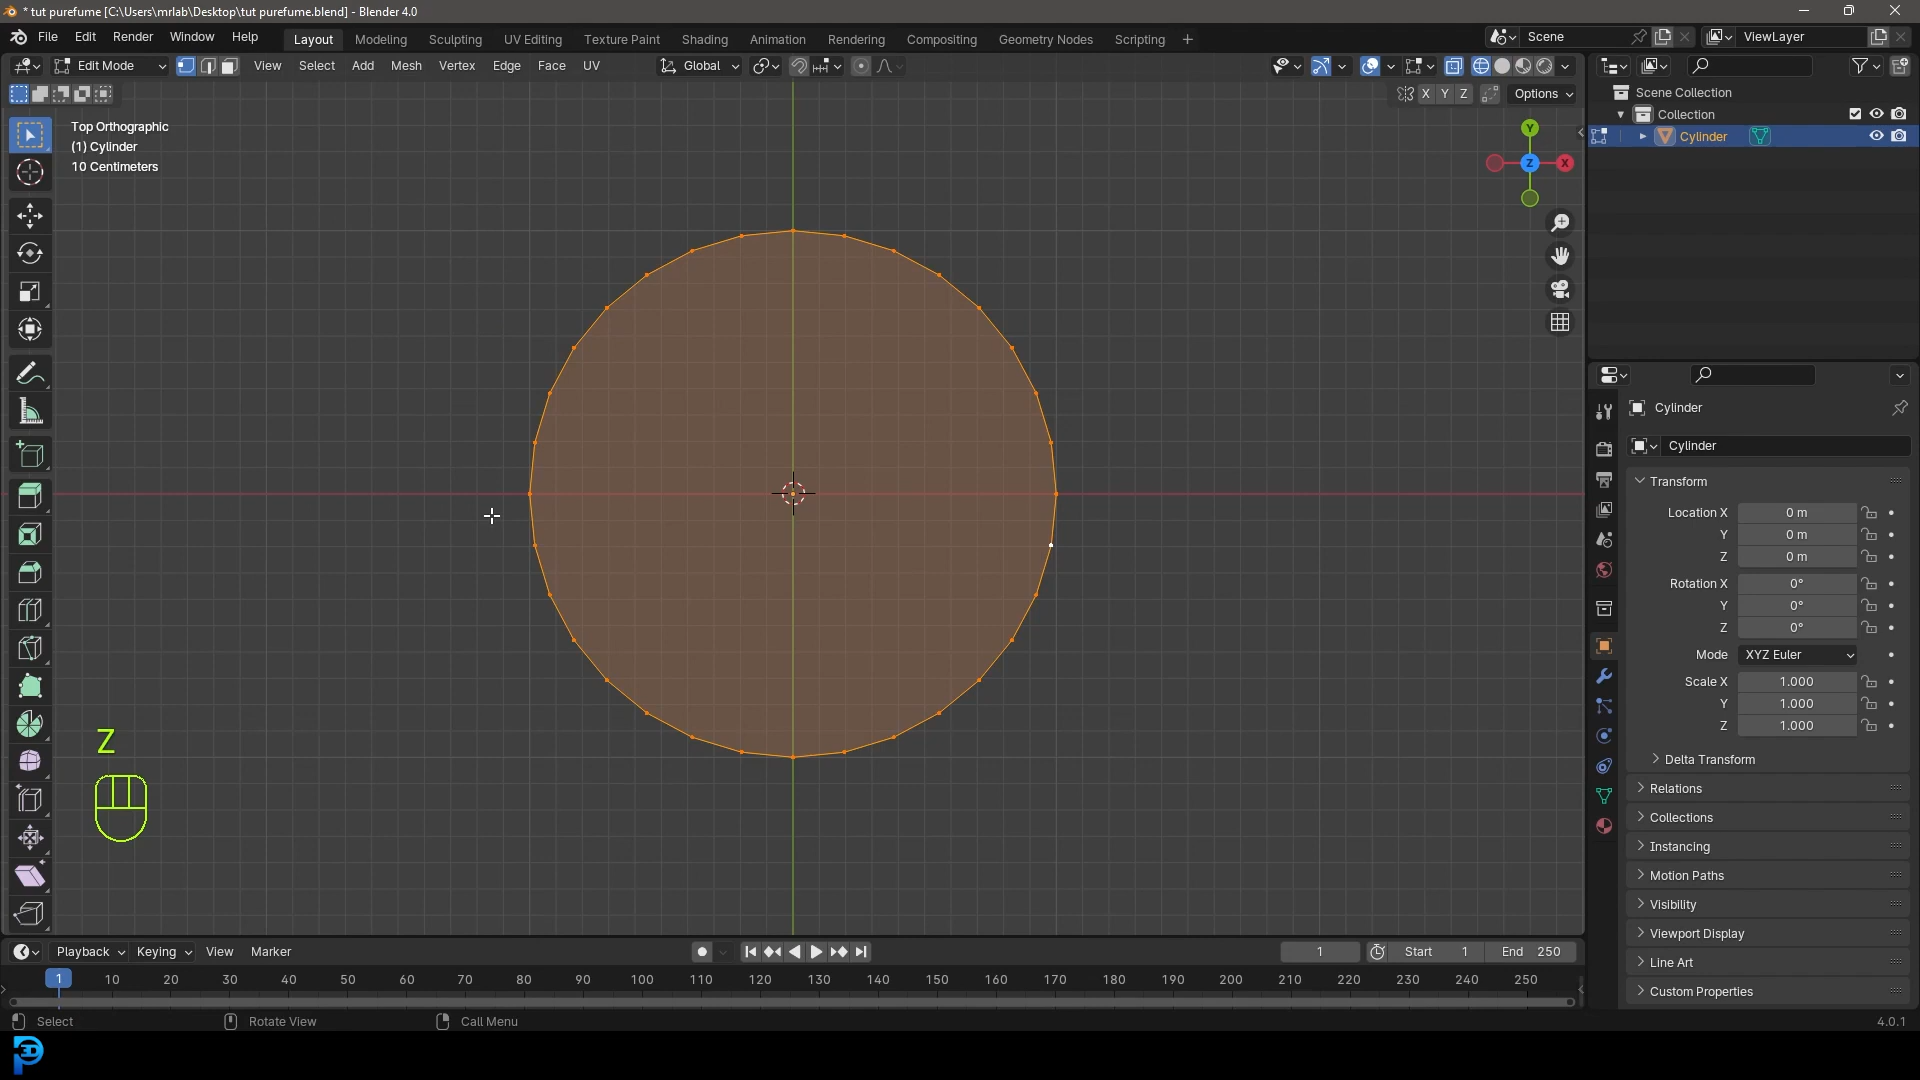 * tut purefume [C:\Users\mrlab\Desktop\tut purefume.blend] - Blender 4.0
File Edit Render Window Help Layout Modeling Sculpting UV Editing Texture Paint Shading Animation Rendering Compositing Geometry Nodes Scripting + Scene ViewLayer
Edit Mode View Select Add Mesh Vertex Edge Face UV Global
X Y Z Options
Scene Collection
Collection
Cylinder
Top Orthographic
(1) Cylinder
10 Centimeters
Y
Z X
Cylinder
Cylinder
Transform
Location X 0 m
Y 0 m
Z 0 m
Rotation X 0°
Y 0°
Z 0°
Mode XYZ Euler
Scale X 1.000
Y 1.000
Z 1.000
Delta Transform
Relations
Collections
Instancing
Motion Paths
Visibility
Viewport Display
Line Art
Custom Properties
Z
Playback Keying View Marker 1 Start 1 End 250
1 10 20 30 40 50 60 70 80 90 100 110 120 130 140 150 160 170 180 190 200 210 220 230 240 250
Select Rotate View Call Menu 4.0.1
3D